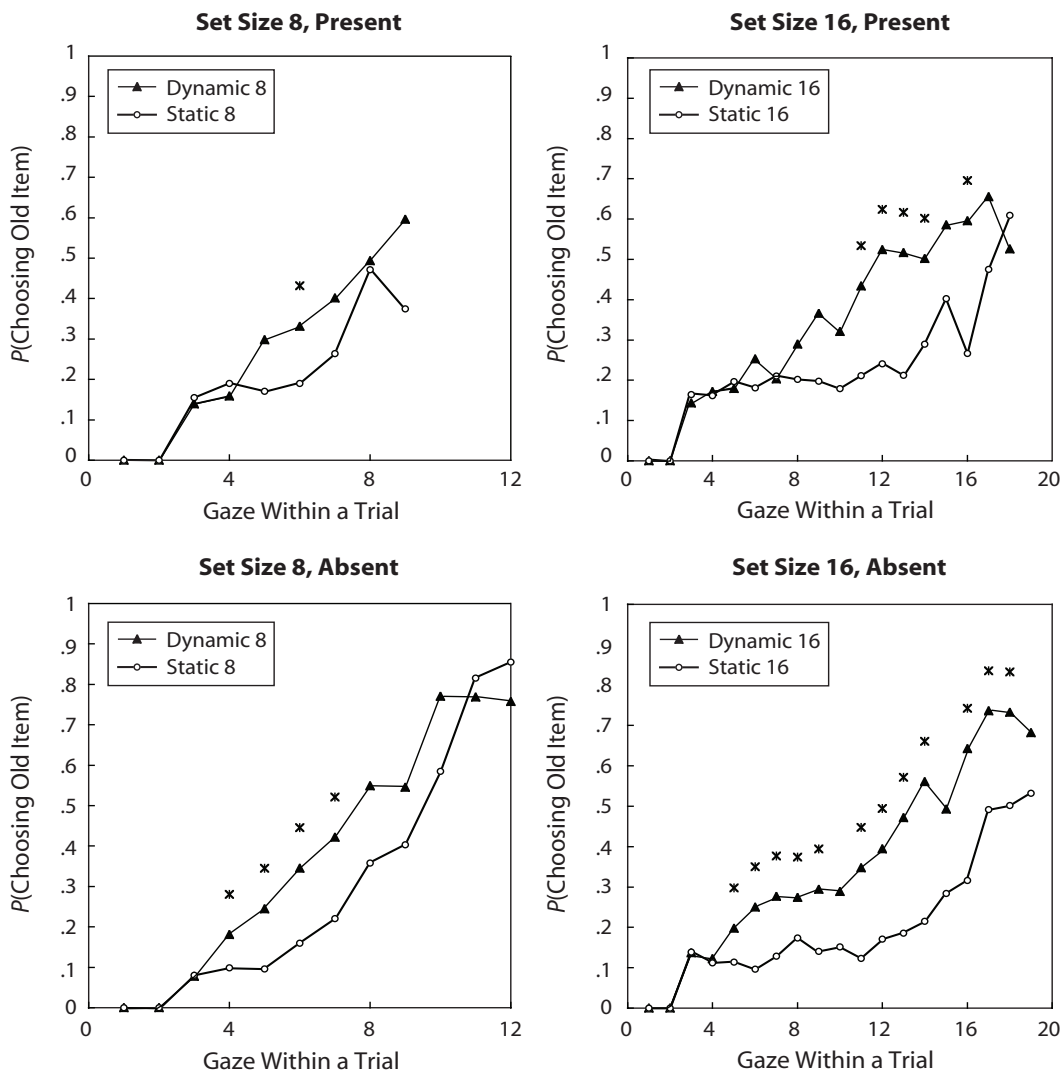 Set Size 8, Present
1
.9
.8
.7
.6
.5
.4
.3
.2
.1
0
P(Choosing Old Item)
Dynamic 8
Static 8
0 4 8 12
Gaze Within a Trial
Set Size 16, Present
1
.9
.8
.7
.6
.5
.4
.3
.2
.1
0
P(Choosing Old Item)
Dynamic 16
Static 16
0 4 8 12 16 20
Gaze Within a Trial
Set Size 8, Absent
1
.9
.8
.7
.6
.5
.4
.3
.2
.1
0
P(Choosing Old Item)
Dynamic 8
Static 8
0 4 8 12
Gaze Within a Trial
Set Size 16, Absent
1
.9
.8
.7
.6
.5
.4
.3
.2
.1
0
P(Choosing Old Item)
Dynamic 16
Static 16
0 4 8 12 16 20
Gaze Within a Trial